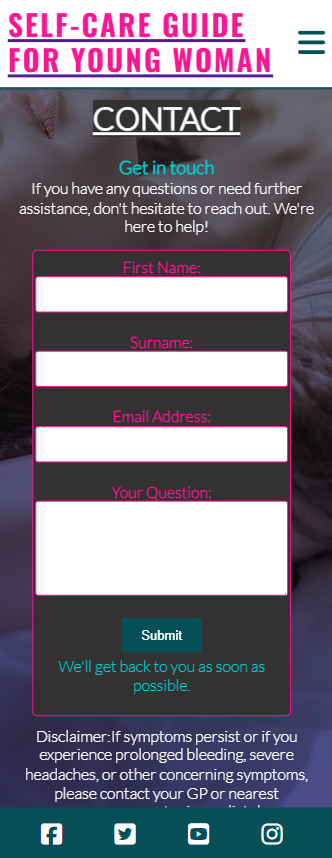 SELF-CARE GUIDE
FOR YOUNG WOMAN
CONTACT
Get in touch
If you have any questions or need further
assistance, don't hesitate to reach out. We're
here to help!
First Name:
Surname:
Email Address:
Your Question:
Submit
We'll get back to you as soon as
possible.
Disclaimer:If symptoms persist or if you
experience prolonged bleeding, severe
headaches, or other concerning symptoms,
please contact your GP or nearest